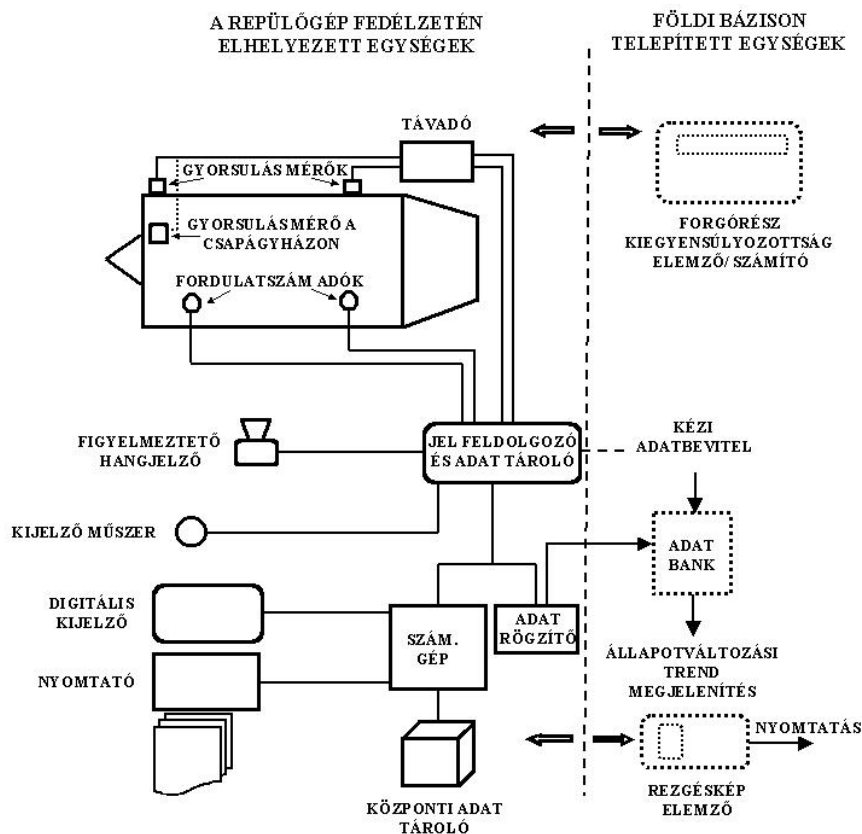 A REPÜLŐGÉP FEDÉLZETÉN
ELHELYEZETT EGYSÉGEK
FÖLDI BÁZISON
TELEPÍTETT EGYSÉGEK
TÁVADÓ
GYORSULÁS MÉRŐK
GYORSULÁSMÉRŐ A
CSAPÁGYHÁZON
FORDULATSZÁM ADÓK
FORGÓRÉSZ
KIEGYENSÚLYOZOTTSÁG
ELEMZŐ/ SZÁMÍTÓ
FIGYELMEZTETŐ
HANGJELZŐ
JEL FELDOLGOZÓ
ÉS ADAT TÁROLÓ
KÉZI
ADATBEVITEL
KIJELZŐ MŰSZER
ADAT
BANK
DIGITÁLIS
KIJELZŐ
SZÁM.
GÉP
ADAT
RÖGZÍTŐ
NYOMTATÓ
ÁLLAPOTVÁLTOZÁSI
TREND
MEGJELENÍTÉS
NYOMTATÁS
KÖZPONTI ADAT
TÁROLÓ
REZGÉSKÉP
ELEMZŐ